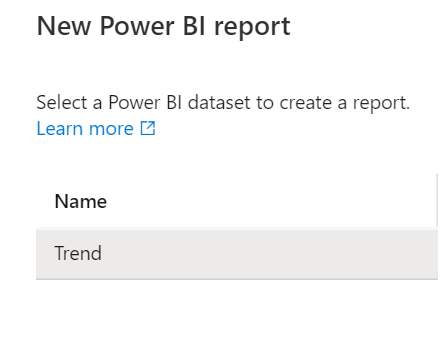 New Power BI report
Select a Power BI dataset to create a report.
Learn more
Name
Trend